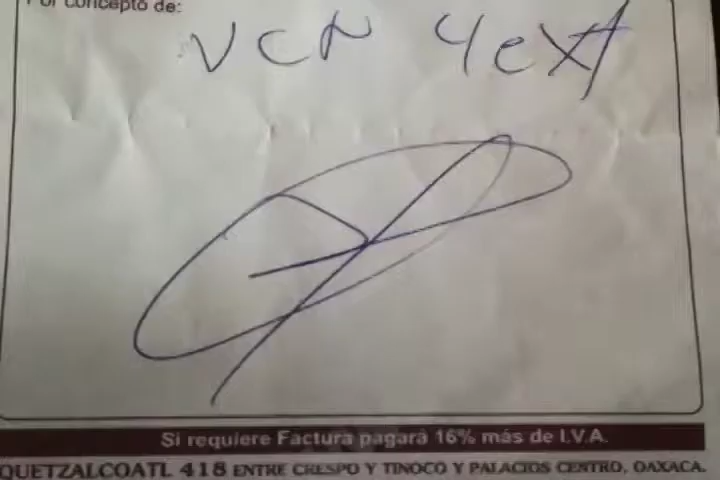 Por concepto de:
VCN 4ext
Si requiere Factura pagará 16% más de I.V.A.
QUETZALCOATL 418 ENTRE CRESPO Y TINOCO Y PALACIOS CENTRO, OAXACA.